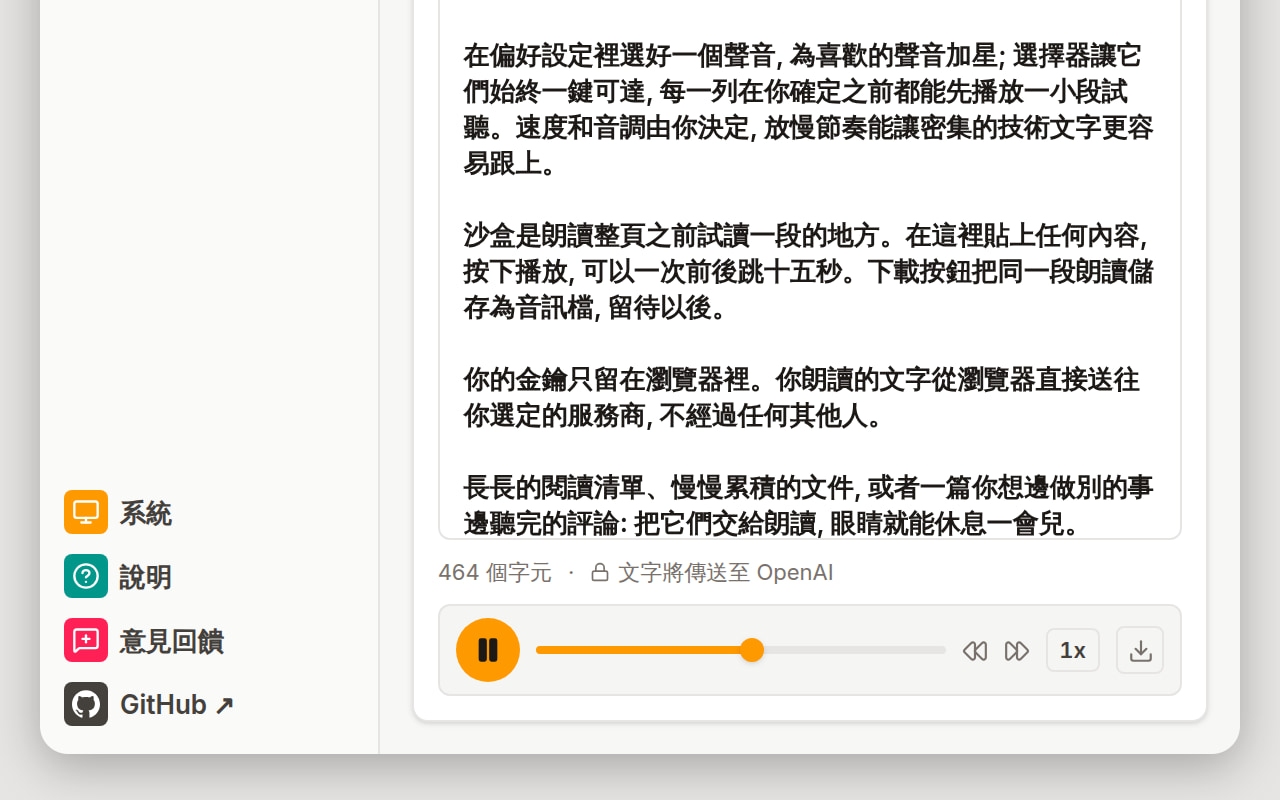 在偏好設定裡選好一個聲音, 為喜歡的聲音加星; 選擇器讓它
們始終一鍵可達, 每一列在你確定之前都能先播放一小段試
聽。速度和音調由你決定, 放慢節奏能讓密集的技術文字更容
易跟上。
沙盒是朗讀整頁之前試讀一段的地方。在這裡貼上任何內容,
按下播放, 可以一次前後跳十五秒。下載按鈕把同一段朗讀儲
存為音訊檔, 留待以後。
你的金鑰只留在瀏覽器裡。你朗讀的文字從瀏覽器直接送往
你選定的服務商, 不經過任何其他人。
長長的閱讀清單、慢慢累積的文件, 或者一篇你想邊做別的事
邊聽完的評論: 把它們交給朗讀, 眼睛就能休息一會兒。
464 個字元 · 文字將傳送至 OpenAI
1x
系統
說明
意見回饋
GitHub ↗